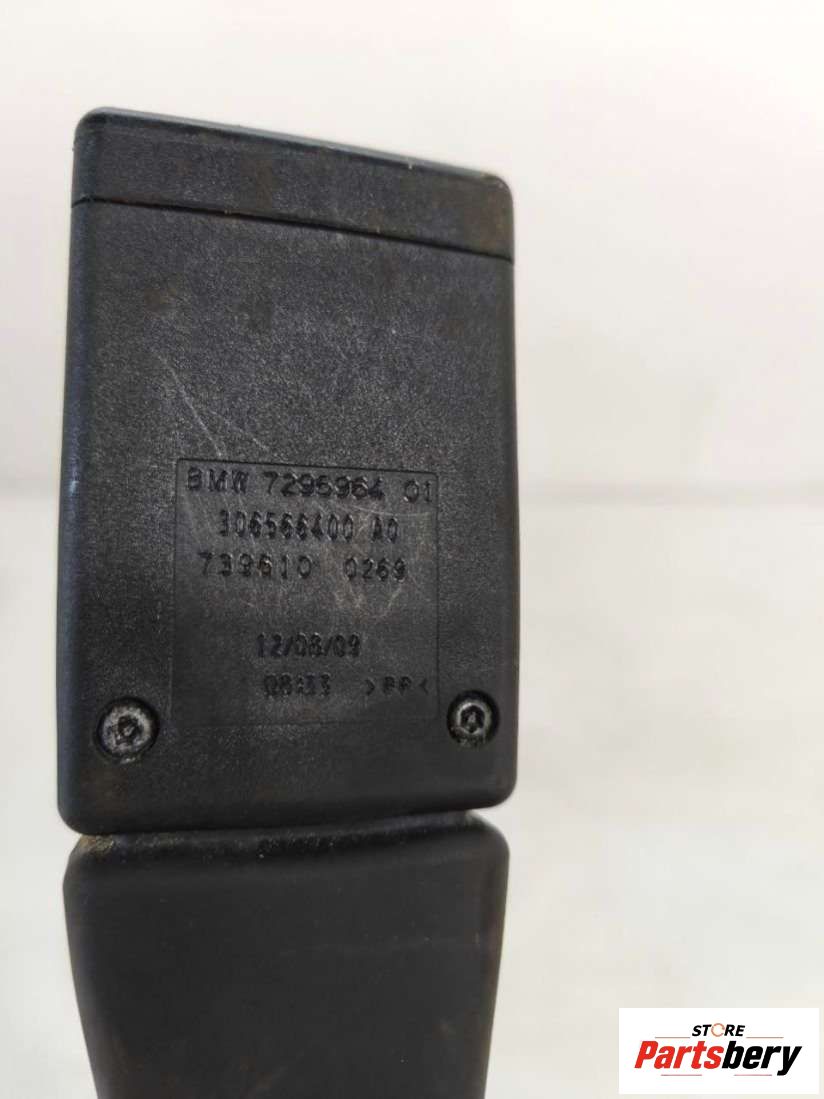 BMW 7295964 01
306566400 A0
739610 0269
12/08/09
08:33 >PP<
STORE
Partsbery